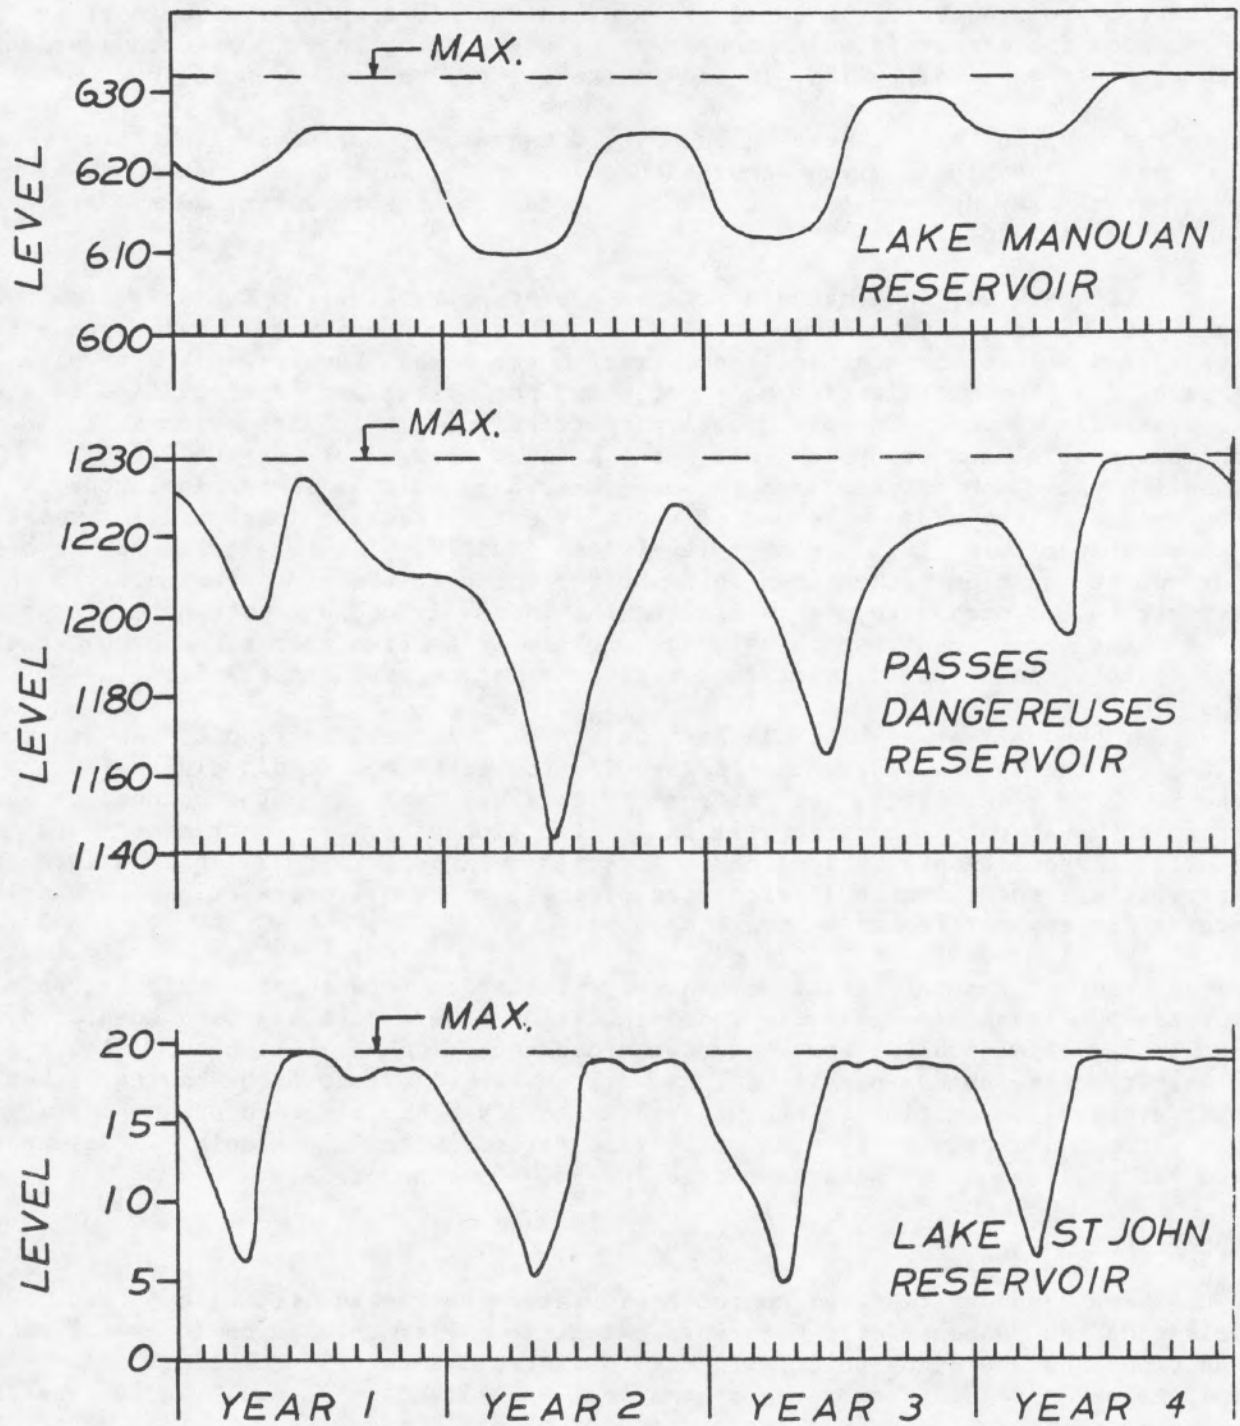 MAX.
630
620
610
600
LEVEL
LAKE MANOUAN
RESERVOIR
MAX.
1230
1220
1200
1180
1160
1140
LEVEL
PASSES
DANGEREUSES
RESERVOIR
MAX.
20
15
10
5
0
LEVEL
LAKE ST JOHN
RESERVOIR
YEAR 1 YEAR 2 YEAR 3 YEAR 4